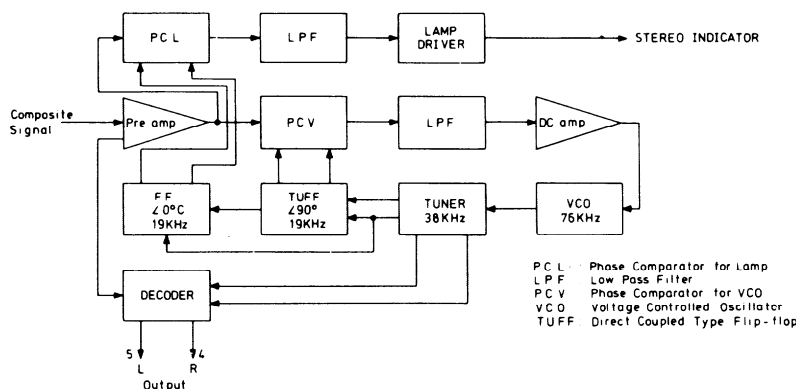 PCL
LPF
LAMP
DRIVER
STEREO INDICATOR
Composite
Signal
Pre amp
PCV
LPF
DC amp
FF
∠0°C
19KHz
TUFF
∠90°
19KHz
TUNER
38KHz
VCO
76KHz
DECODER
PCL : Phase Comparator for Lamp
LPF : Low Pass Filter
PCV : Phase Comparator for VCO
VCO : Voltage Controlled Oscillator
TUFF : Direct Coupled Type Flip-flop
5 4
L R
Output